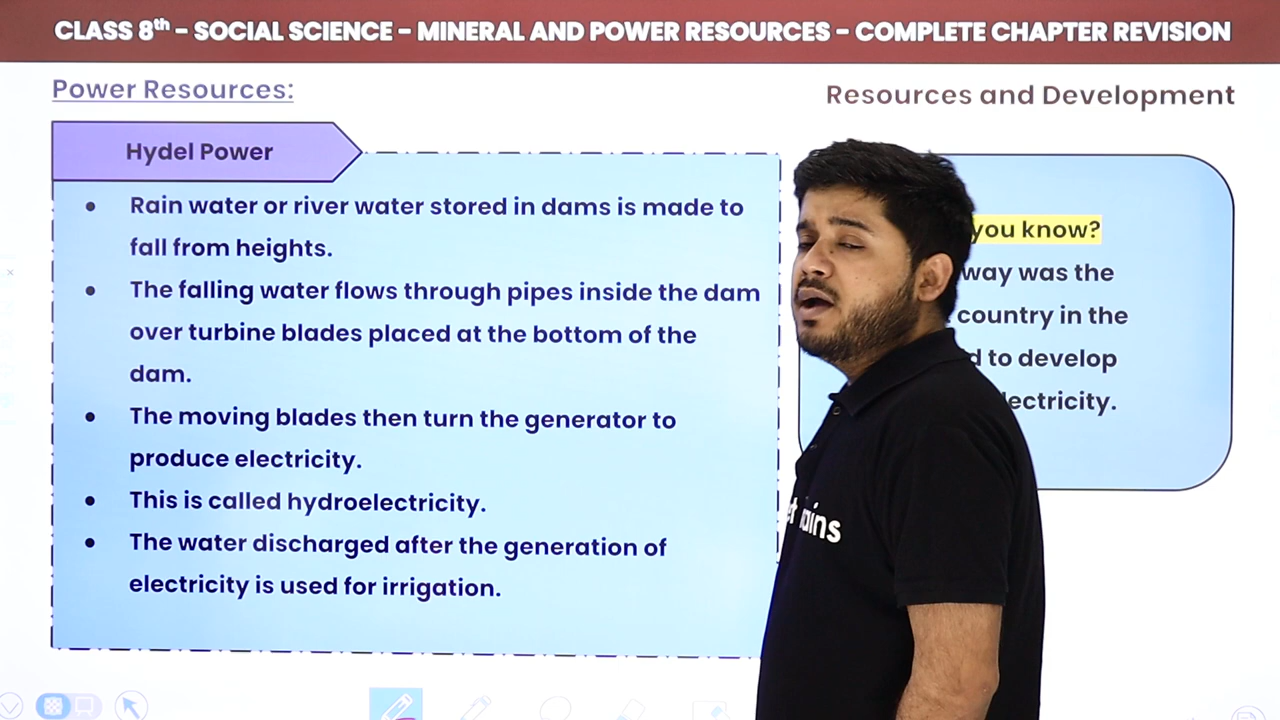 CLASS 8th – SOCIAL SCIENCE – MINERAL AND POWER RESOURCES – COMPLETE CHAPTER REVISION
Power Resources:
Resources and Development
Hydel Power
• Rain water or river water stored in dams is made to
fall from heights.
• The falling water flows through pipes inside the dam
over turbine blades placed at the bottom of the
dam.
• The moving blades then turn the generator to
produce electricity.
• This is called hydroelectricity.
• The water discharged after the generation of
electricity is used for irrigation.
you know?
way was the
country in the
to develop